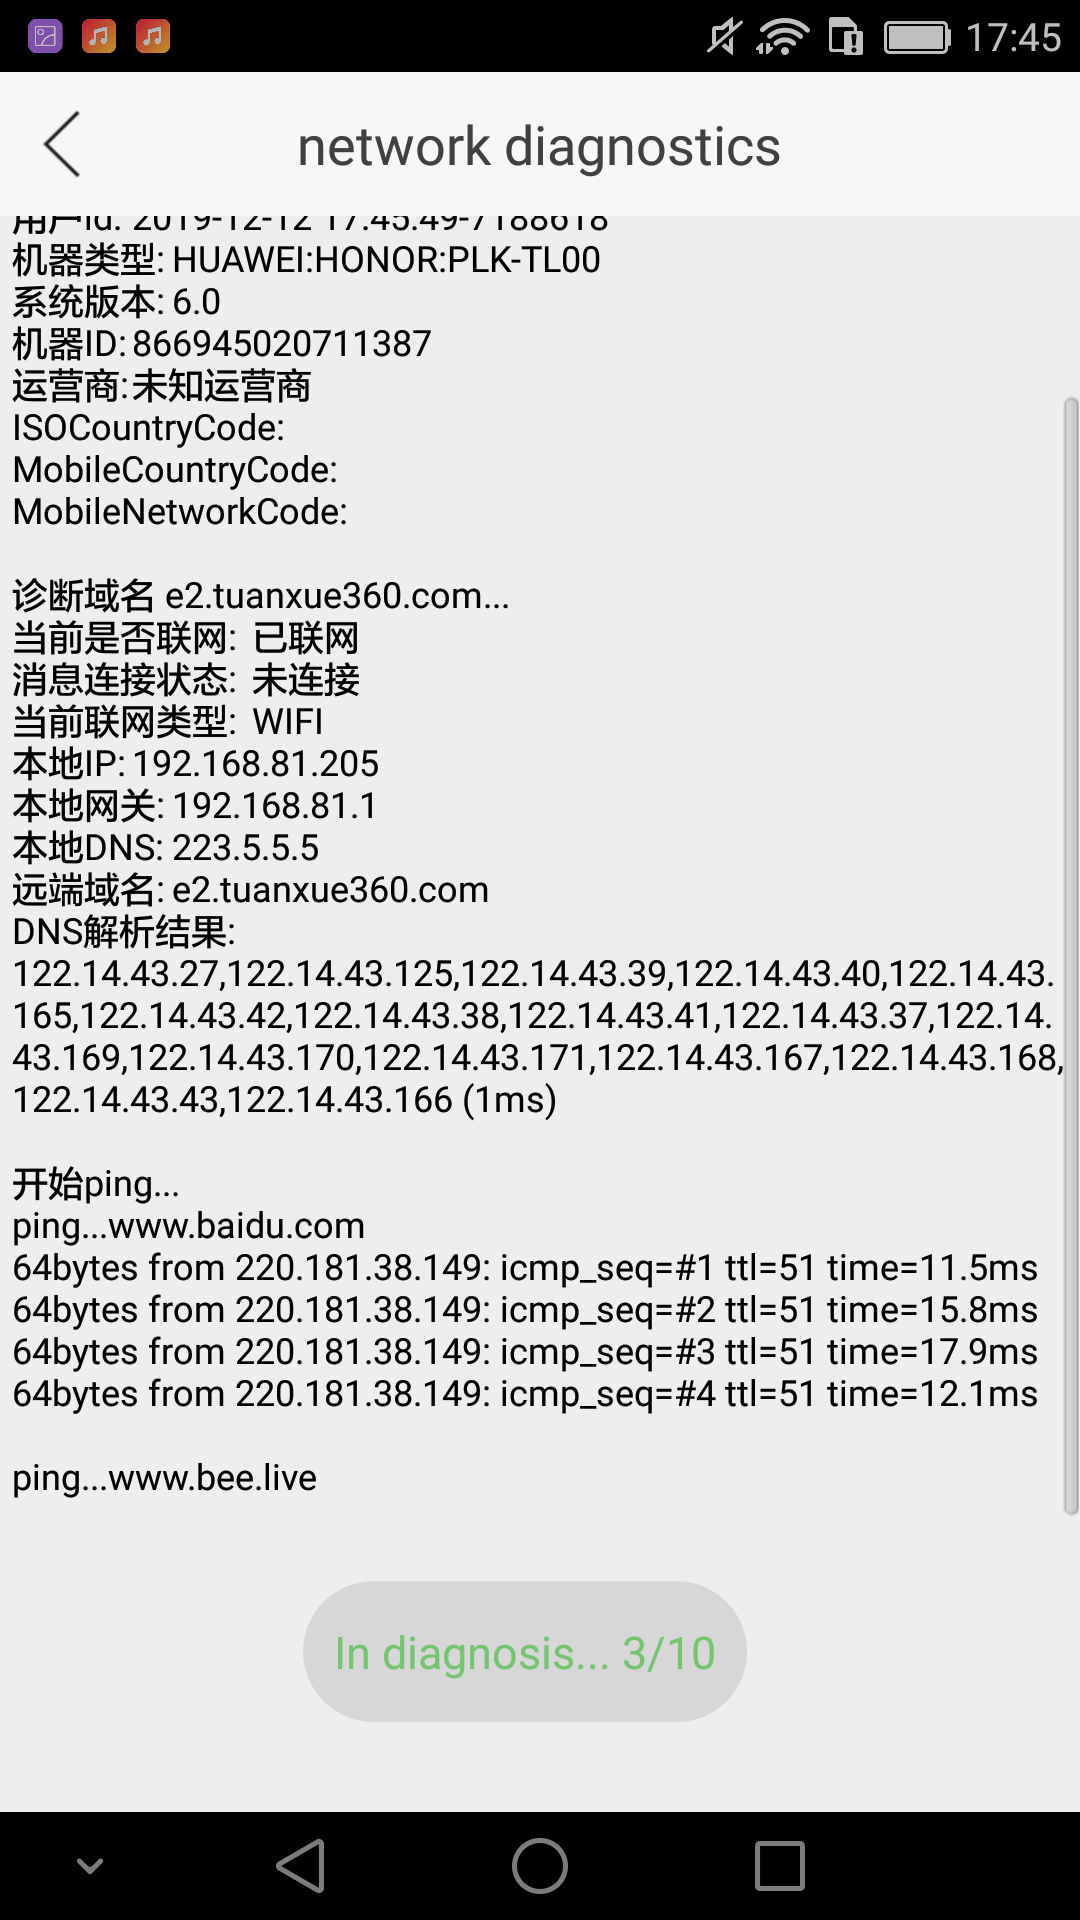 17:45
network diagnostics
用户id: 2019-12-12 17:45:49-7188618
机器类型: HUAWEI:HONOR:PLK-TL00
系统版本: 6.0
机器ID: 866945020711387
运营商: 未知运营商
ISOCountryCode:
MobileCountryCode:
MobileNetworkCode:
诊断域名 e2.tuanxue360.com...
当前是否联网: 已联网
消息连接状态: 未连接
当前联网类型: WIFI
本地IP: 192.168.81.205
本地网关: 192.168.81.1
本地DNS: 223.5.5.5
远端域名: e2.tuanxue360.com
DNS解析结果:
122.14.43.27,122.14.43.125,122.14.43.39,122.14.43.40,122.14.43.
165,122.14.43.42,122.14.43.38,122.14.43.41,122.14.43.37,122.14.
43.169,122.14.43.170,122.14.43.171,122.14.43.167,122.14.43.168,
122.14.43.43,122.14.43.166 (1ms)
开始ping...
ping...www.baidu.com
64bytes from 220.181.38.149: icmp_seq=#1 ttl=51 time=11.5ms
64bytes from 220.181.38.149: icmp_seq=#2 ttl=51 time=15.8ms
64bytes from 220.181.38.149: icmp_seq=#3 ttl=51 time=17.9ms
64bytes from 220.181.38.149: icmp_seq=#4 ttl=51 time=12.1ms
ping...www.bee.live
In diagnosis... 3/10